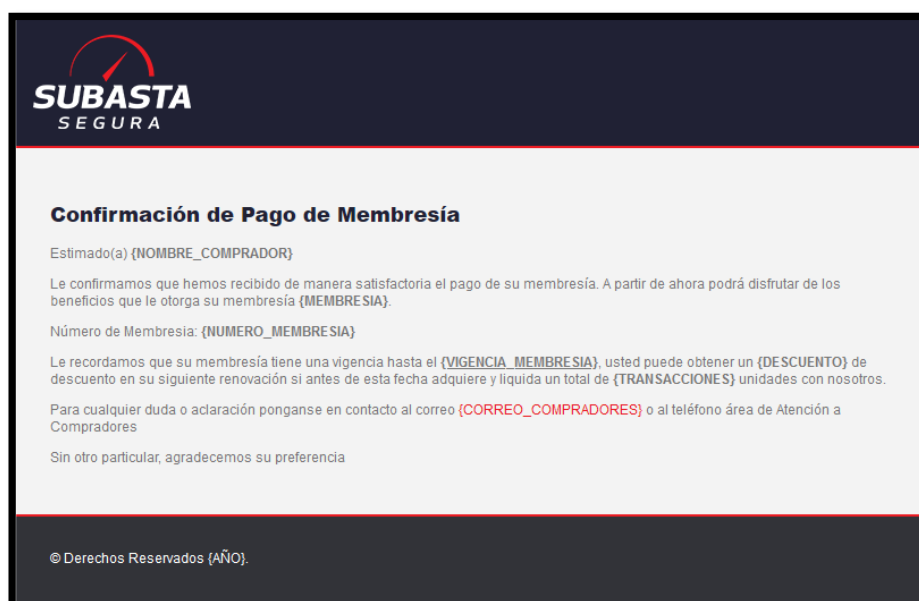 SUBASTA
SEGURA
Confirmación de Pago de Membresía
Estimado(a) {NOMBRE_COMPRADOR}
Le confirmamos que hemos recibido de manera satisfactoria el pago de su membresía. A partir de ahora podrá disfrutar de los
beneficios que le otorga su membresía {MEMBRESIA}.
Número de Membresia: {NUMERO_MEMBRESIA}
Le recordamos que su membresía tiene una vigencia hasta el {VIGENCIA_MEMBRESIA}, usted puede obtener un {DESCUENTO} de
descuento en su siguiente renovación si antes de esta fecha adquiere y liquida un total de {TRANSACCIONES} unidades con nosotros.
Para cualquier duda o aclaración ponganse en contacto al correo {CORREO_COMPRADORES} o al teléfono área de Atención a
Compradores
Sin otro particular, agradecemos su preferencia
© Derechos Reservados {AÑO}.